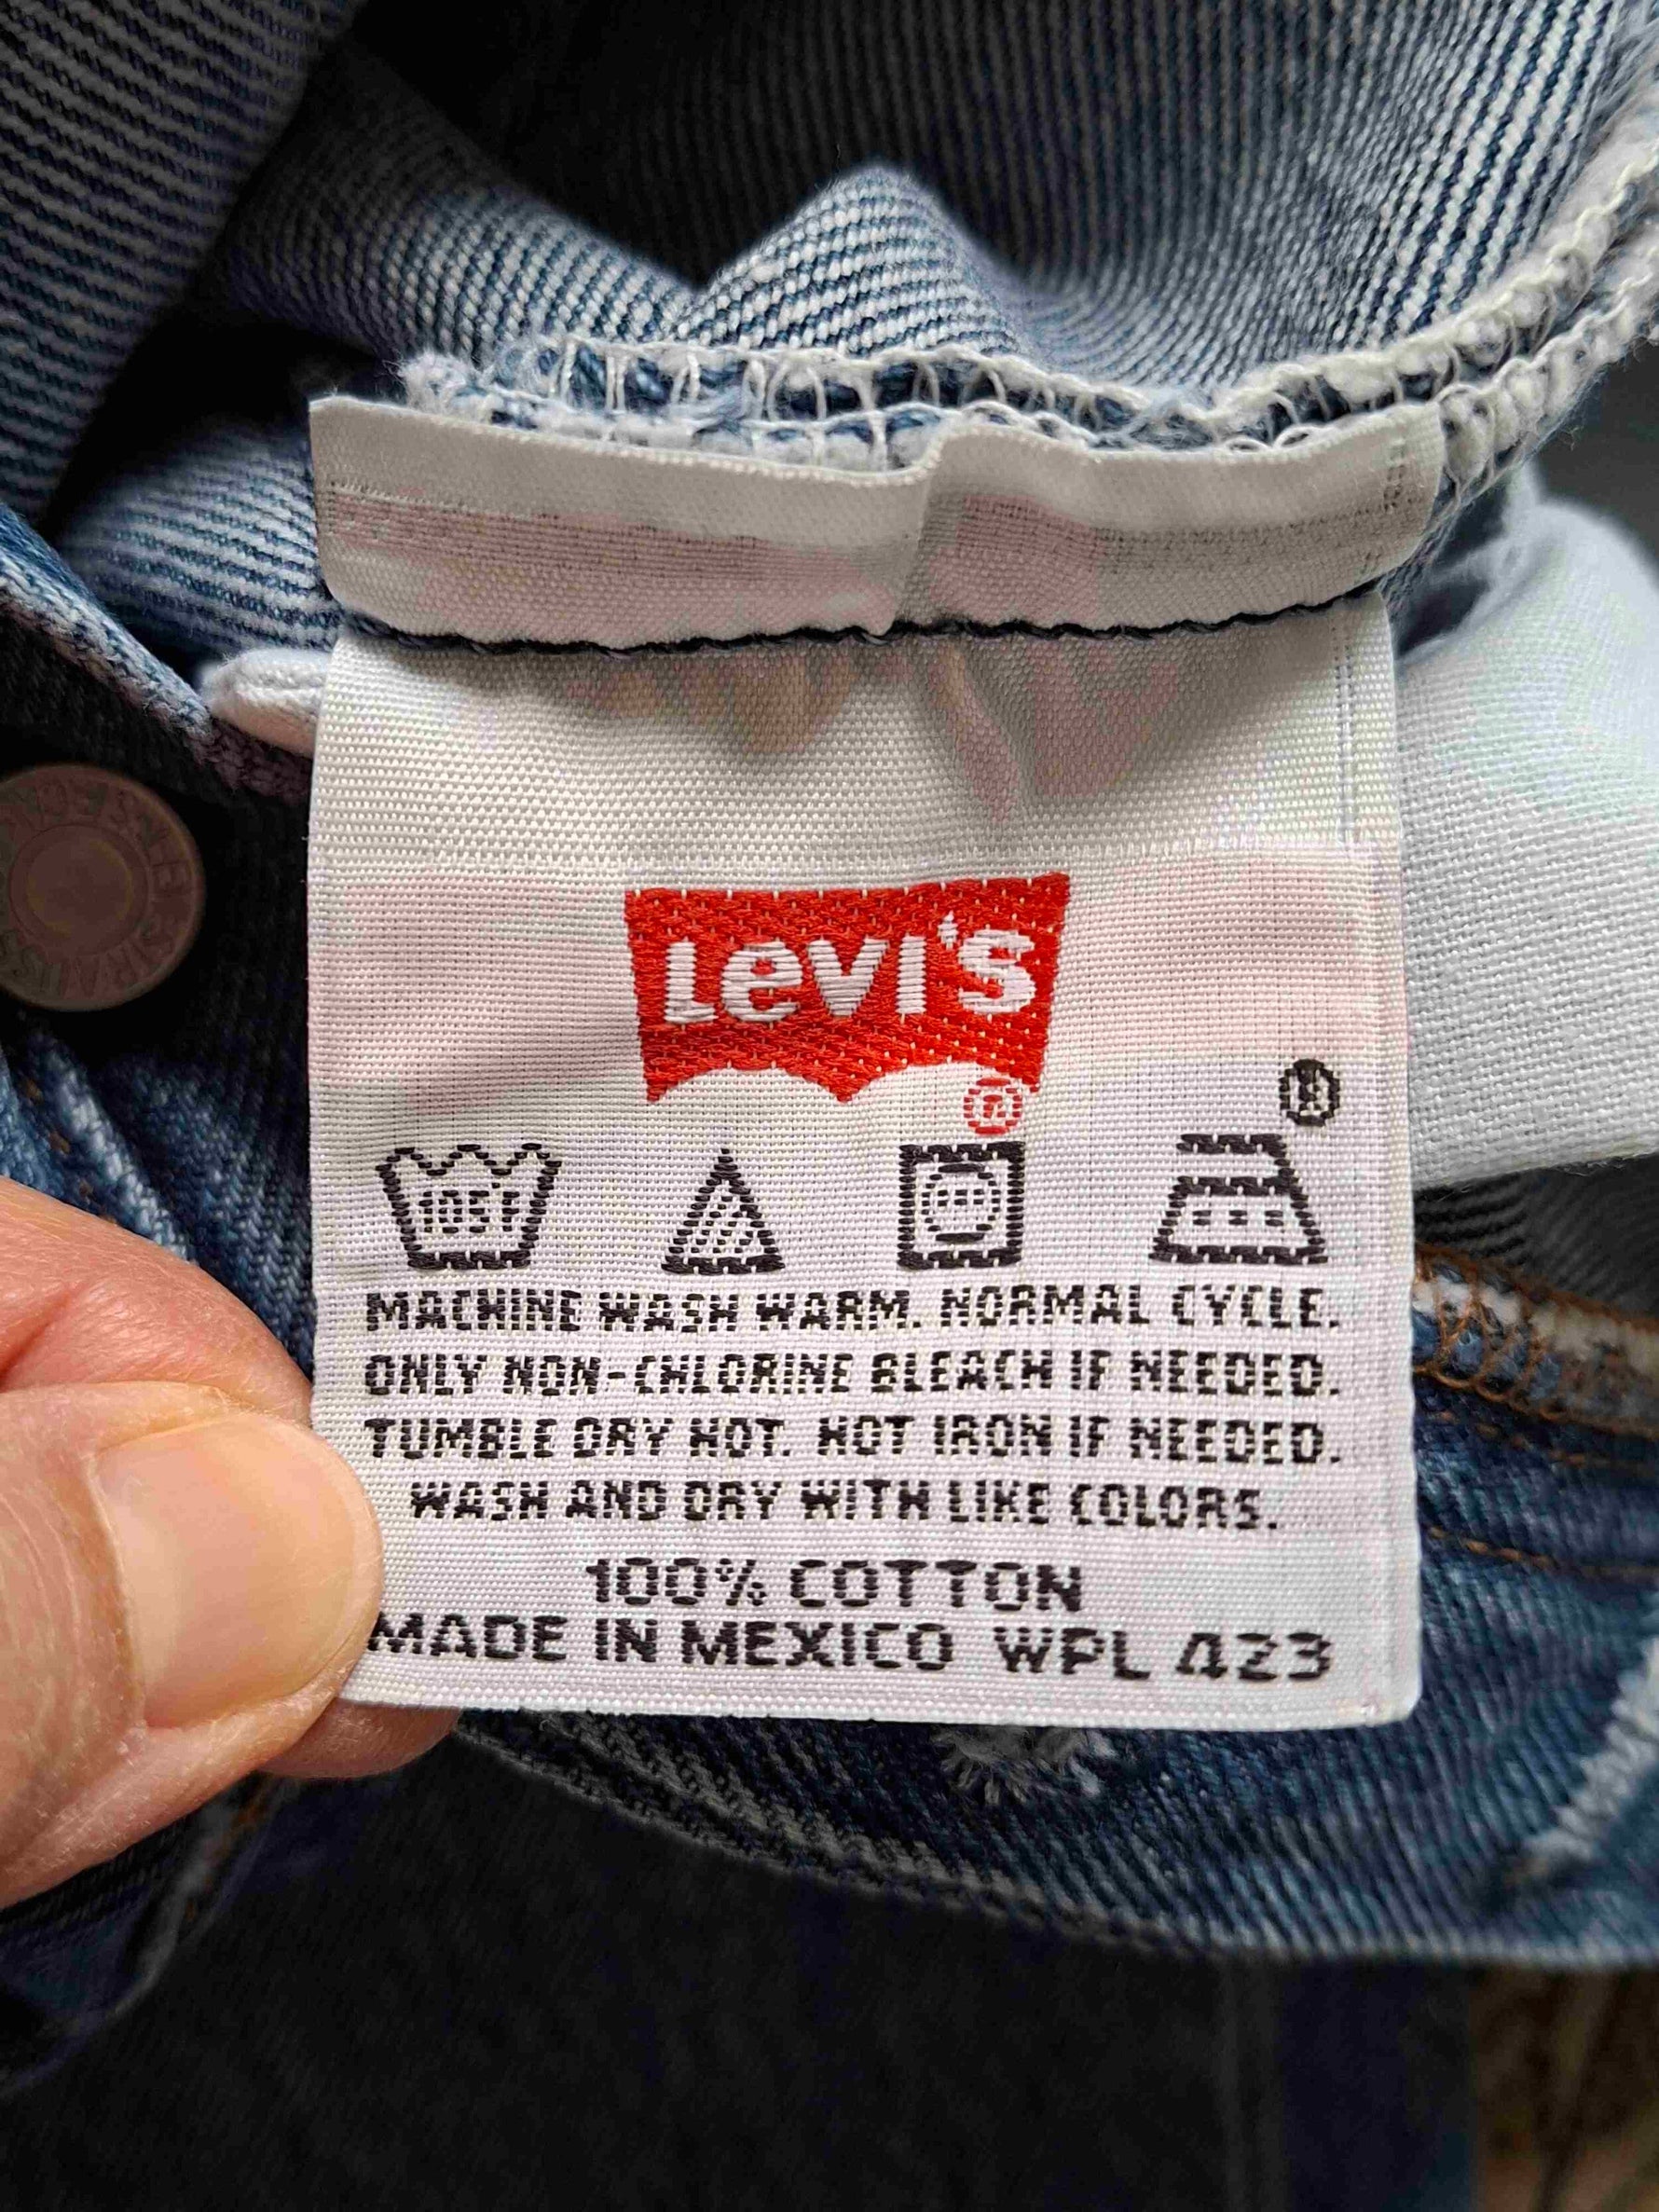 Levi's
®
105F
MACHINE WASH WARM. NORMAL CYCLE.
ONLY NON-CHLORINE BLEACH IF NEEDED.
TUMBLE DRY HOT. HOT IRON IF NEEDED.
WASH AND DRY WITH LIKE COLORS.
100% COTTON
MADE IN MEXICO WPL 423